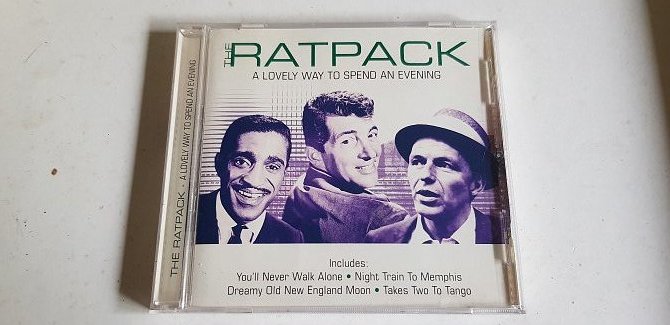 THE RATPACK
A LOVELY WAY TO SPEND AN EVENING
THE RATPACK • A LOVELY WAY TO SPEND AN EVENING
Includes:
You'll Never Walk Alone • Night Train To Memphis
Dreamy Old New England Moon • Takes Two To Tango